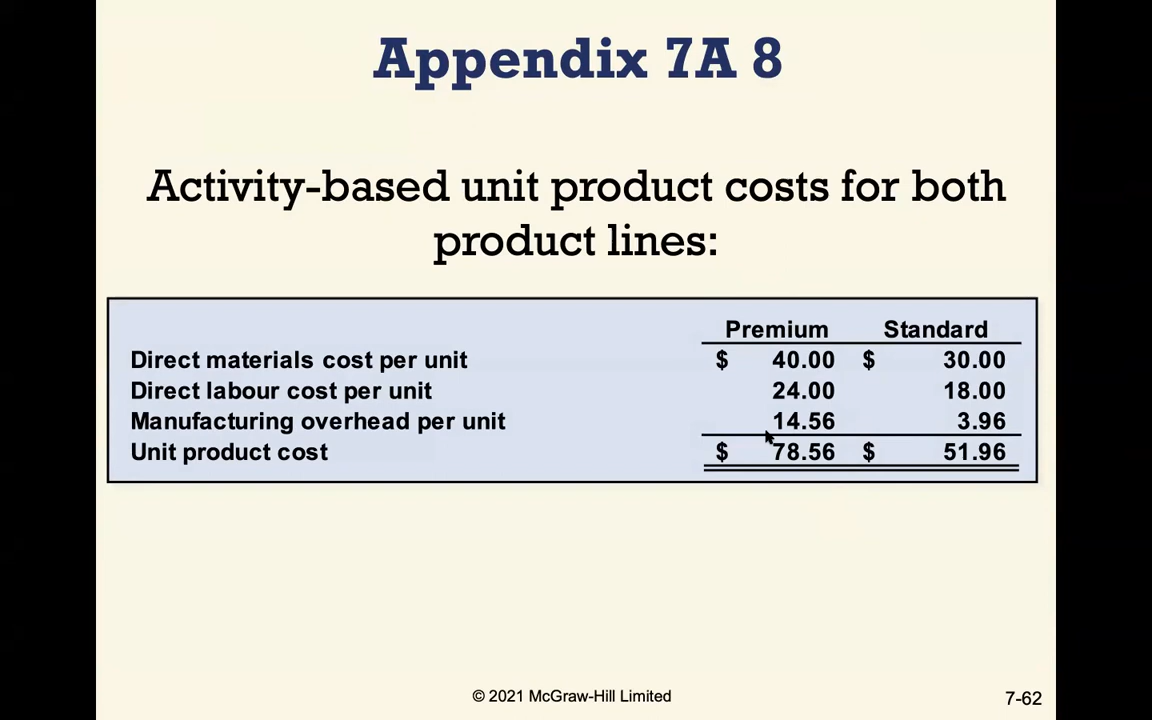 Appendix 7A 8
Activity-based unit product costs for both
product lines:
Premium Standard
Direct materials cost per unit $ 40.00 $ 30.00
Direct labour cost per unit 24.00 18.00
Manufacturing overhead per unit 14.56 3.96
Unit product cost $ 78.56 $ 51.96
© 2021 McGraw-Hill Limited 7-62